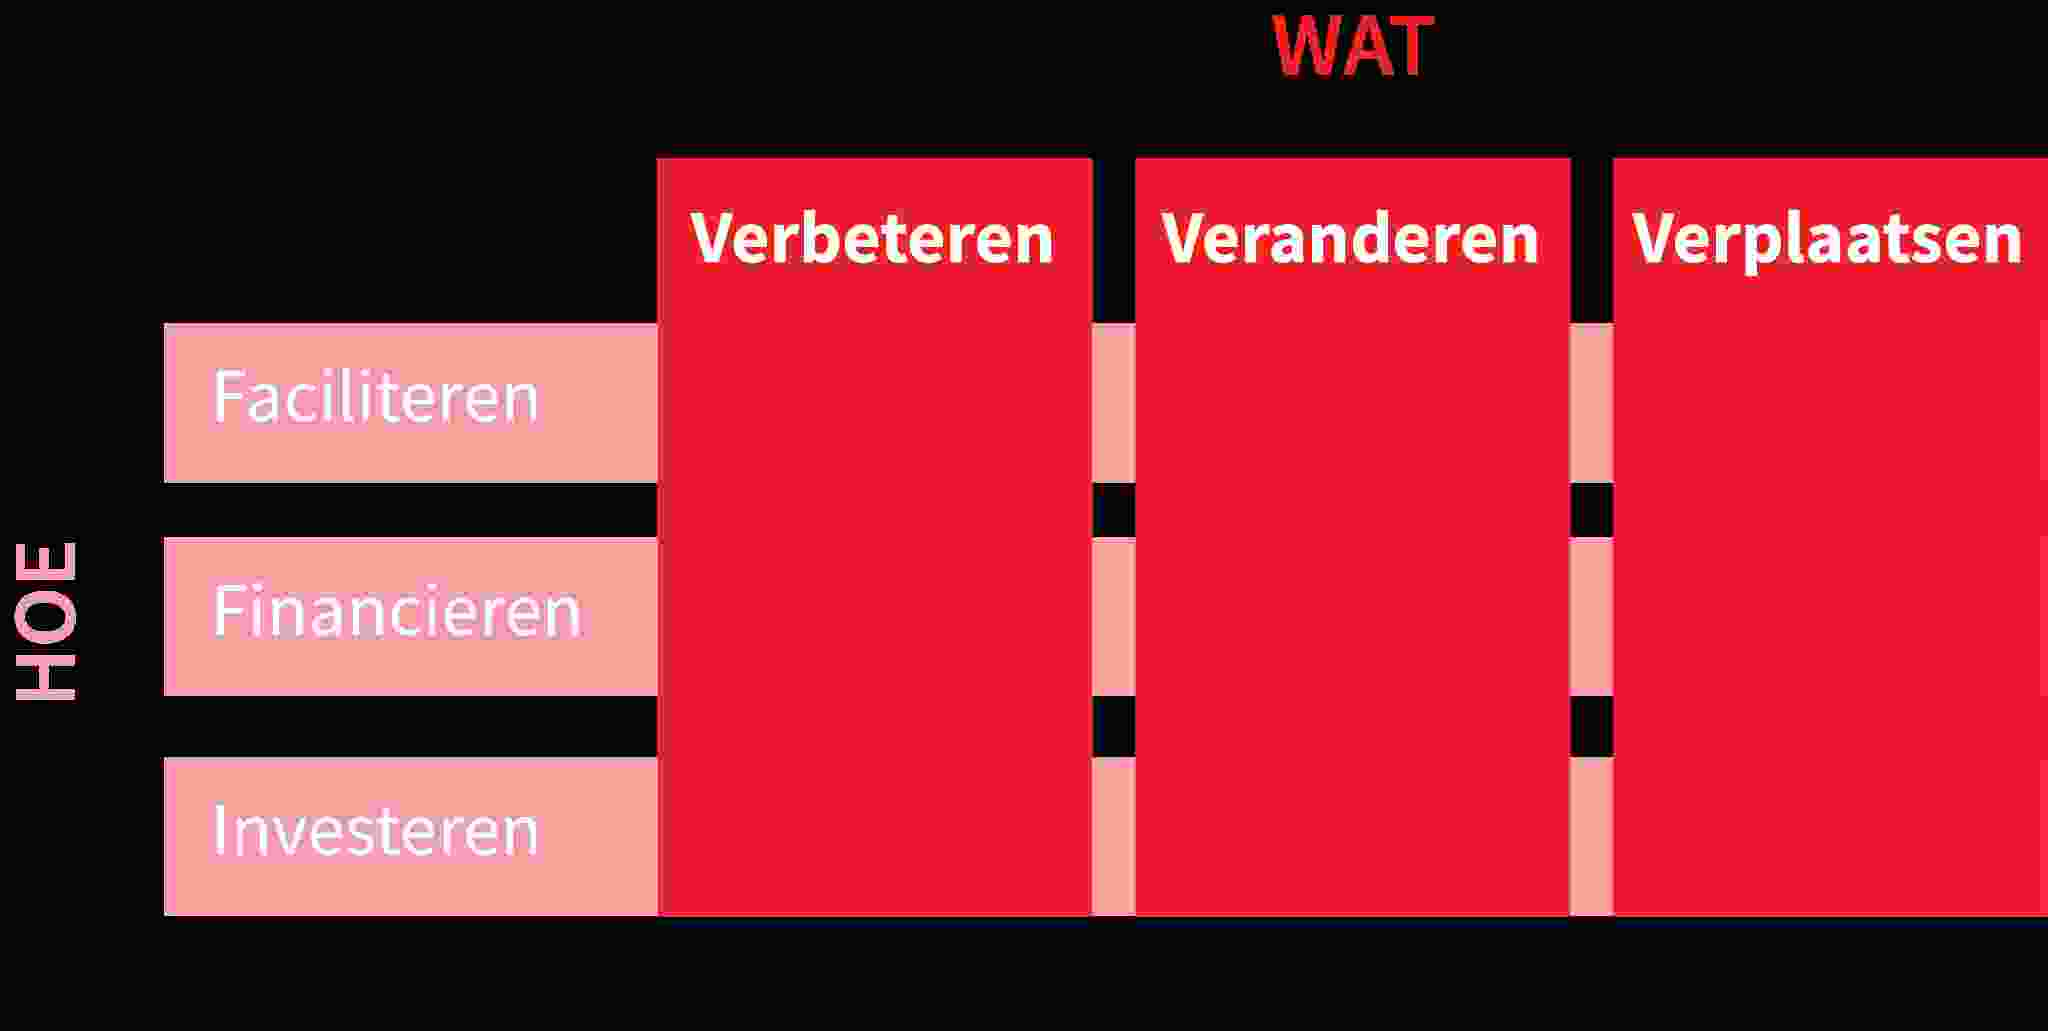 WAT
Verbeteren Veranderen Verplaatsen
HOE
Faciliteren
Financieren
Investeren